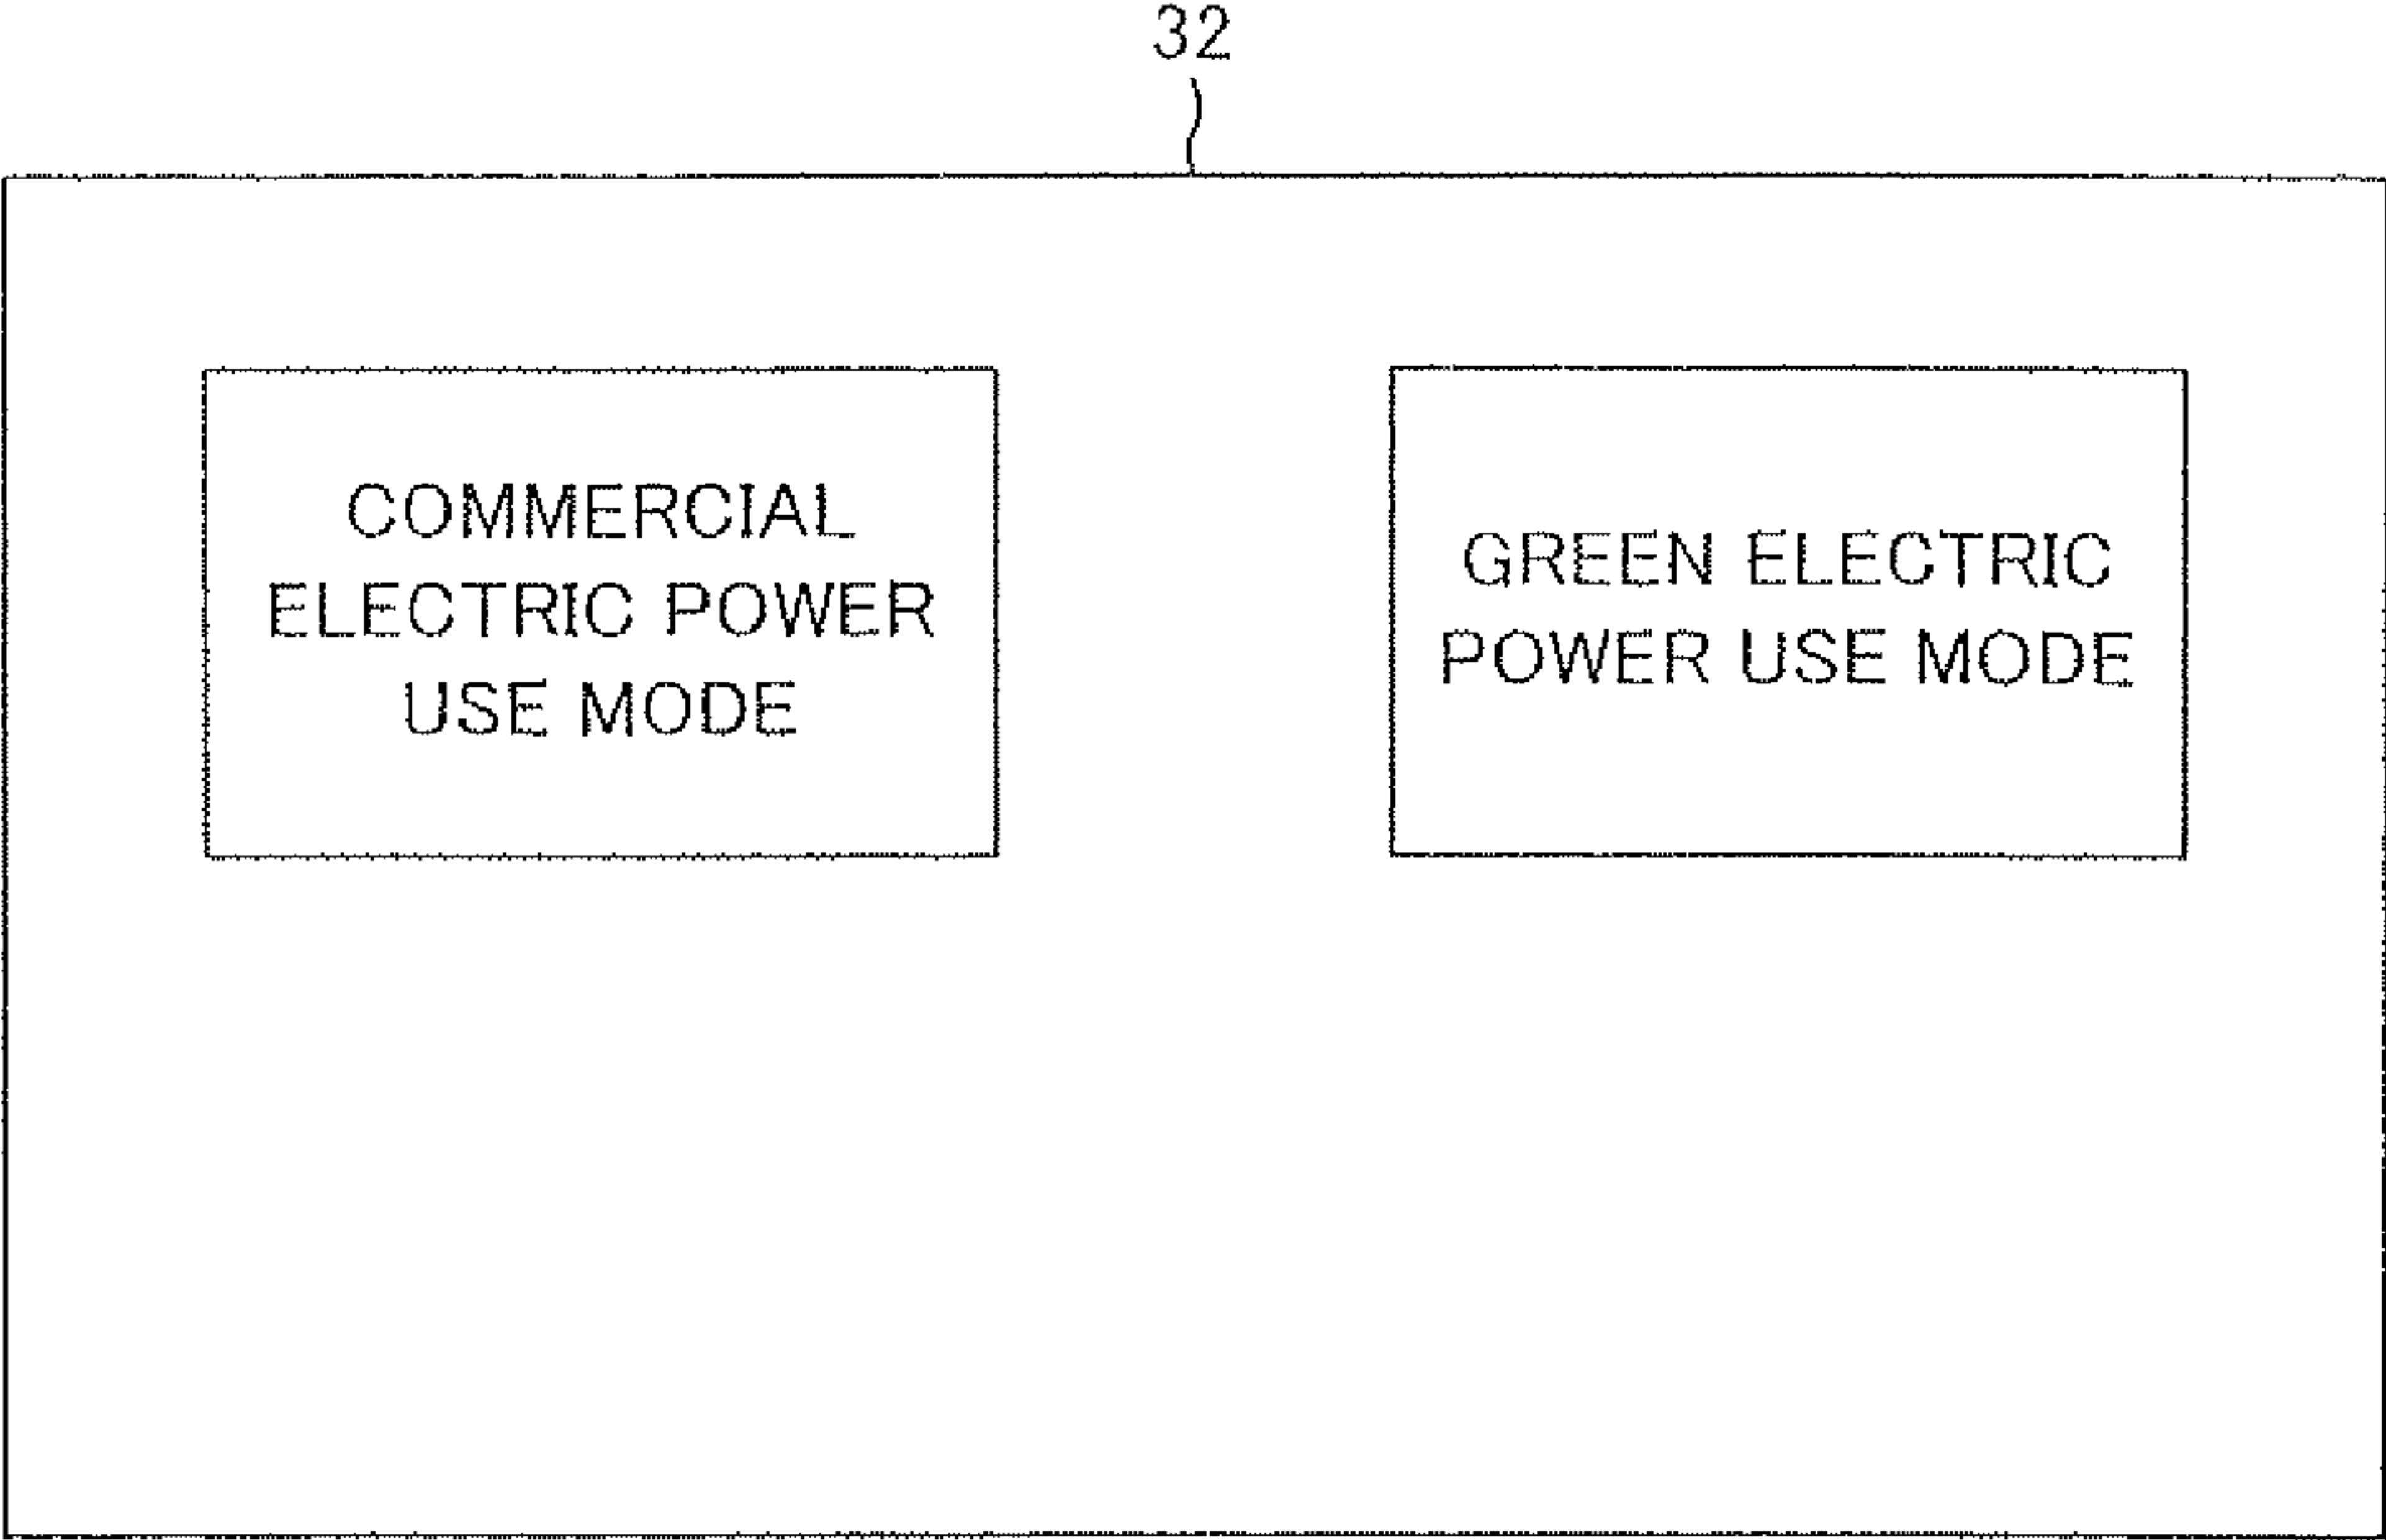 32
COMMERCIAL
ELECTRIC POWER
USE MODE
GREEN ELECTRIC
POWER USE MODE